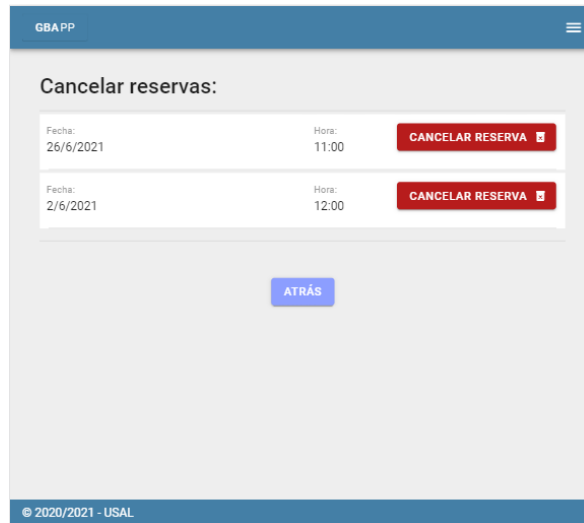 GBAPP
Cancelar reservas:
Fecha: Hora:
26/6/2021 11:00 CANCELAR RESERVA
Fecha: Hora:
2/6/2021 12:00 CANCELAR RESERVA
ATRÁS
© 2020/2021 - USAL